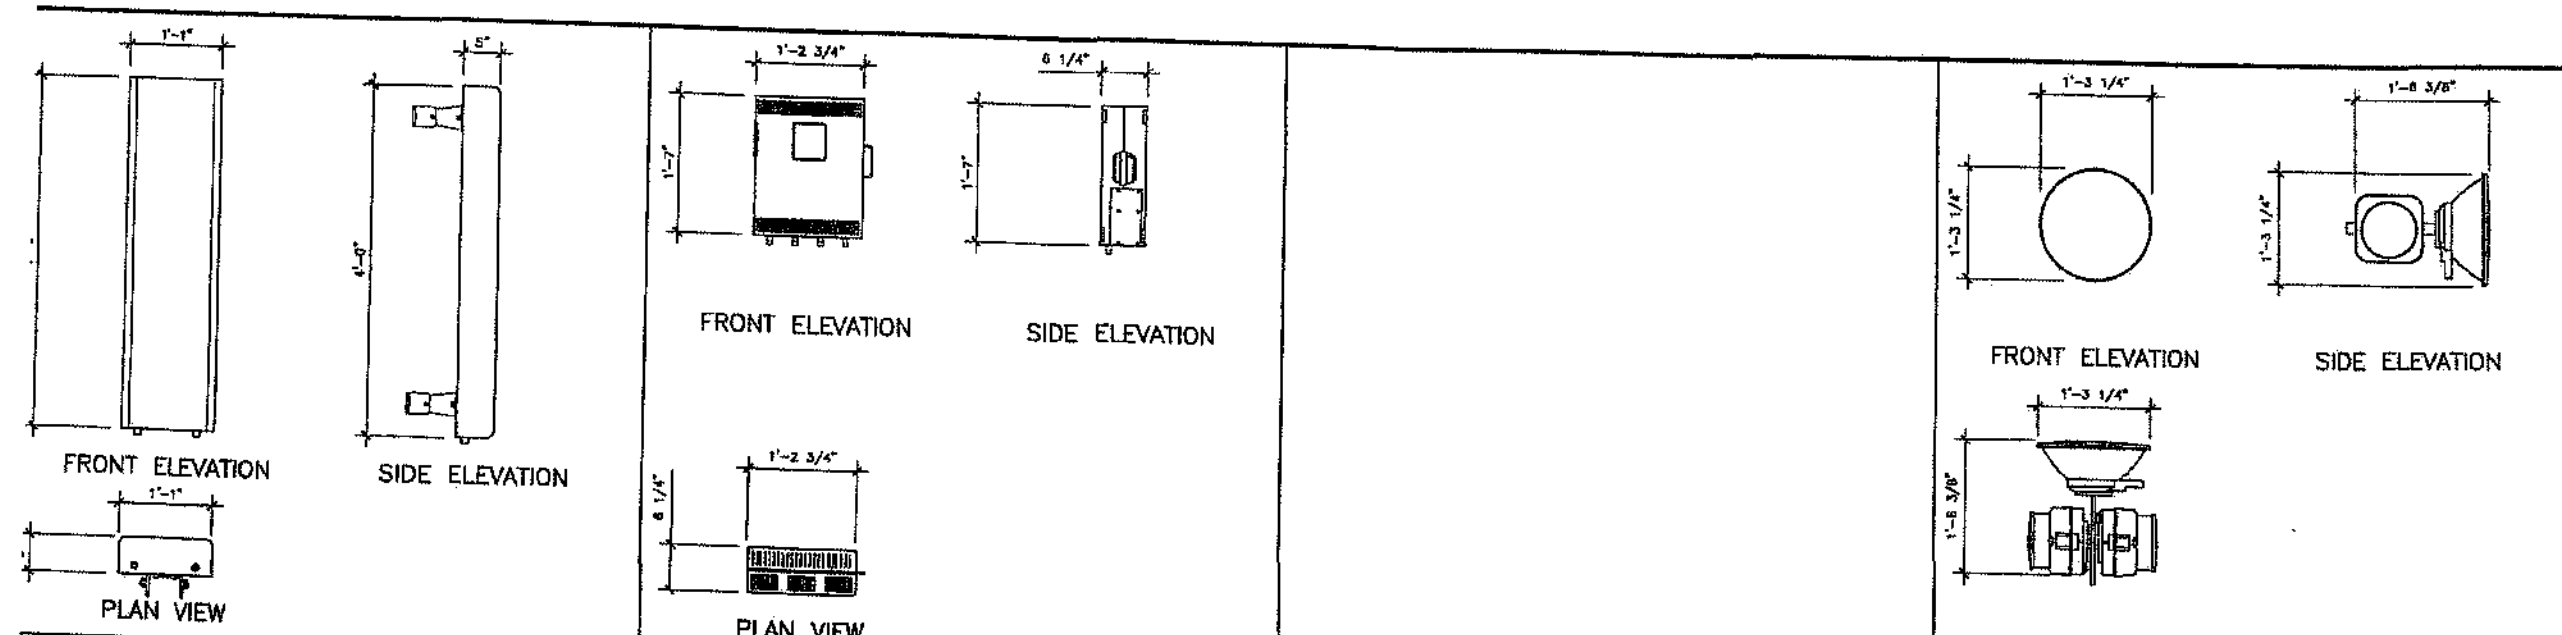 1'-1"
5"
4'-0"
FRONT ELEVATION
SIDE ELEVATION
1'-1"
PLAN VIEW
1'-2 3/4"
6 1/4"
1'-7"
1'-7"
FRONT ELEVATION
SIDE ELEVATION
1'-2 3/4"
6 1/4"
PLAN VIEW
1'-3 1/4"
1'-6 3/8"
1'-3 1/4"
1'-3 1/4"
FRONT ELEVATION
SIDE ELEVATION
1'-3 1/4"
1'-6 3/8"